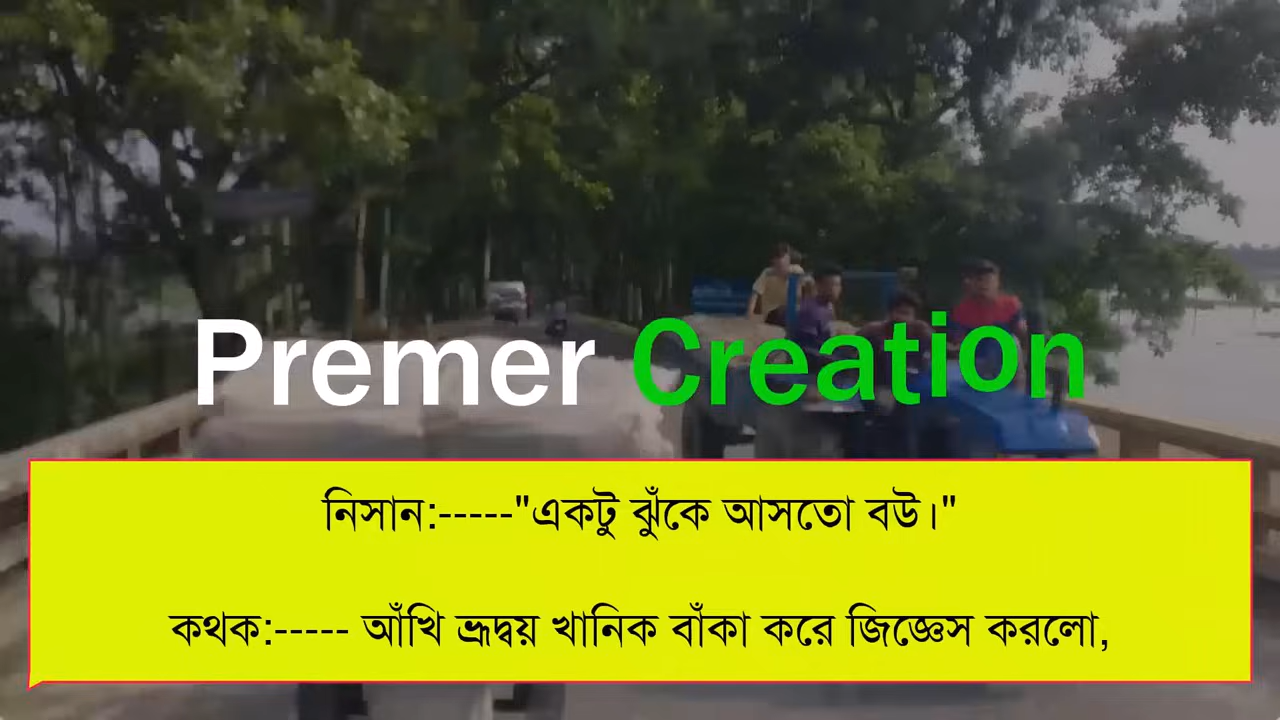 Premer Creation
নিসান:-----"একটু ঝুঁকে আসতো বউ।"
কথক:----- আঁখি ভ্রূদ্বয় খানিক বাঁকা করে জিজ্ঞেস করলো,